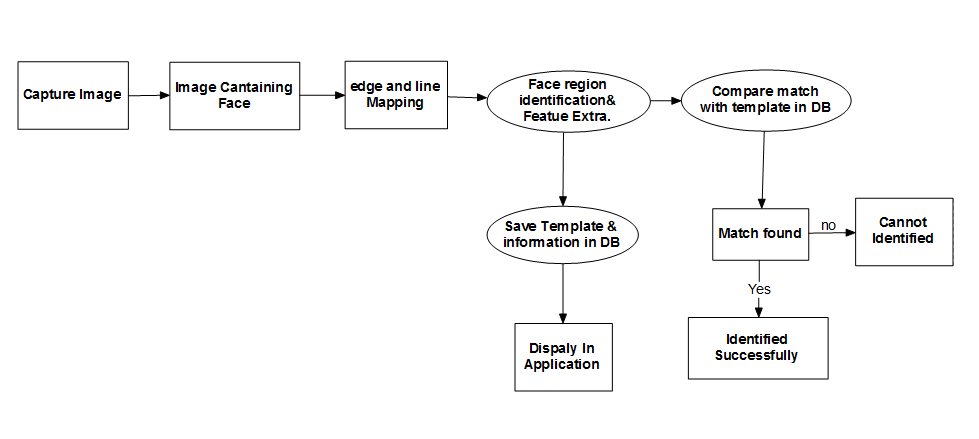 Capture Image
Image Cantaining
Face
edge and line
Mapping
Face region
identification&
Featue Extra.
Compare match
with template in DB
Save Template &
information in DB
Match found
no
Cannot
Identified
Yes
Dispaly In
Application
Identified
Successfully